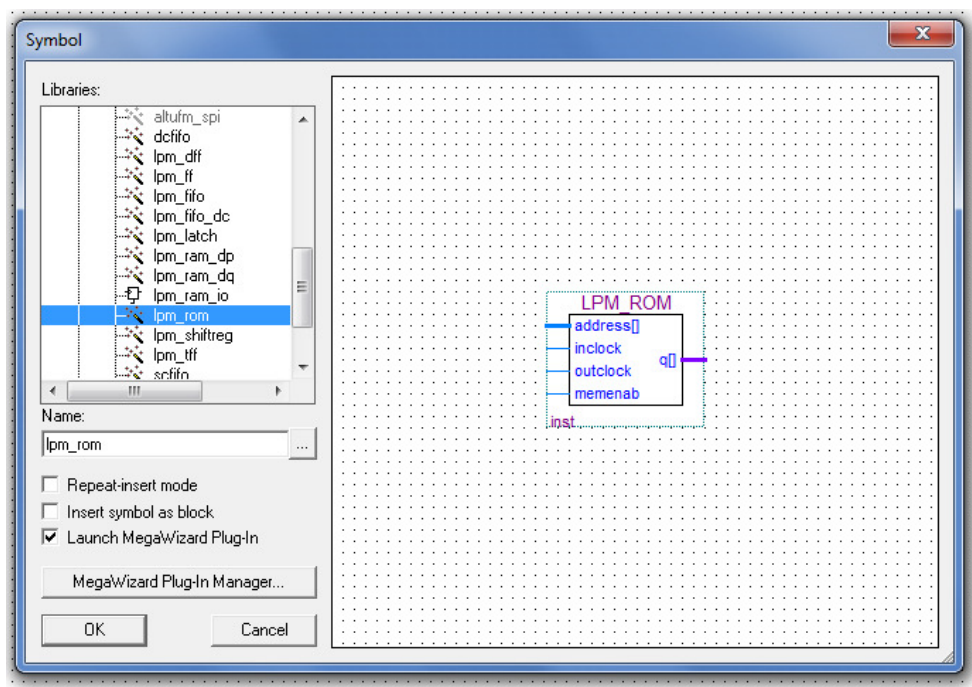 Symbol
Libraries:
altufm_spi
dcfifo
lpm_dff
lpm_ff
lpm_fifo
lpm_fifo_dc
lpm_latch
lpm_ram_dp
lpm_ram_dq
lpm_ram_io
lpm_rom
lpm_shiftreg
lpm_tff
scfifo
Name:
lpm_rom
...
Repeat-insert mode
Insert symbol as block
Launch MegaWizard Plug-In
MegaWizard Plug-In Manager...
OK
Cancel
LPM_ROM
address[]
inclock
q[]
outclock
memenab
inst